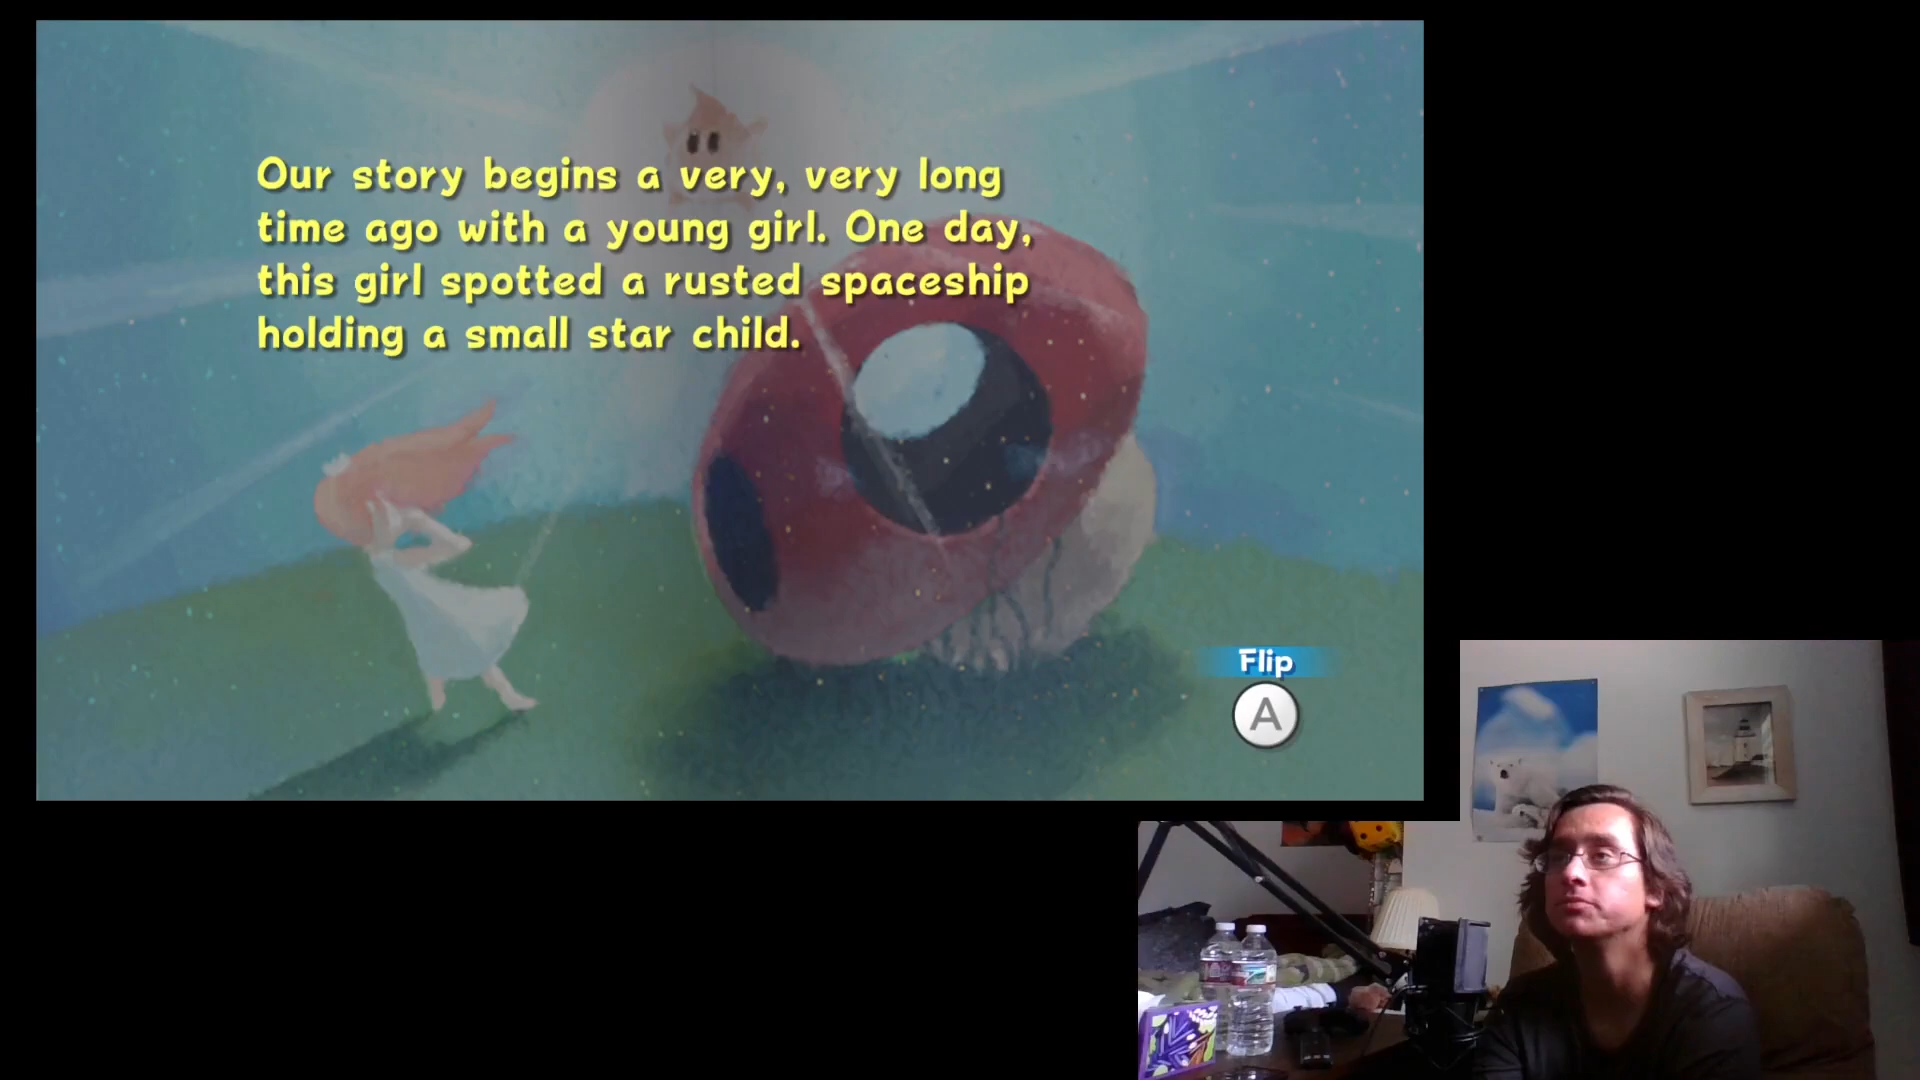 Our story begins a very, very long
time ago with a young girl. One day,
this girl spotted a rusted spaceship
holding a small star child.
Flip
A